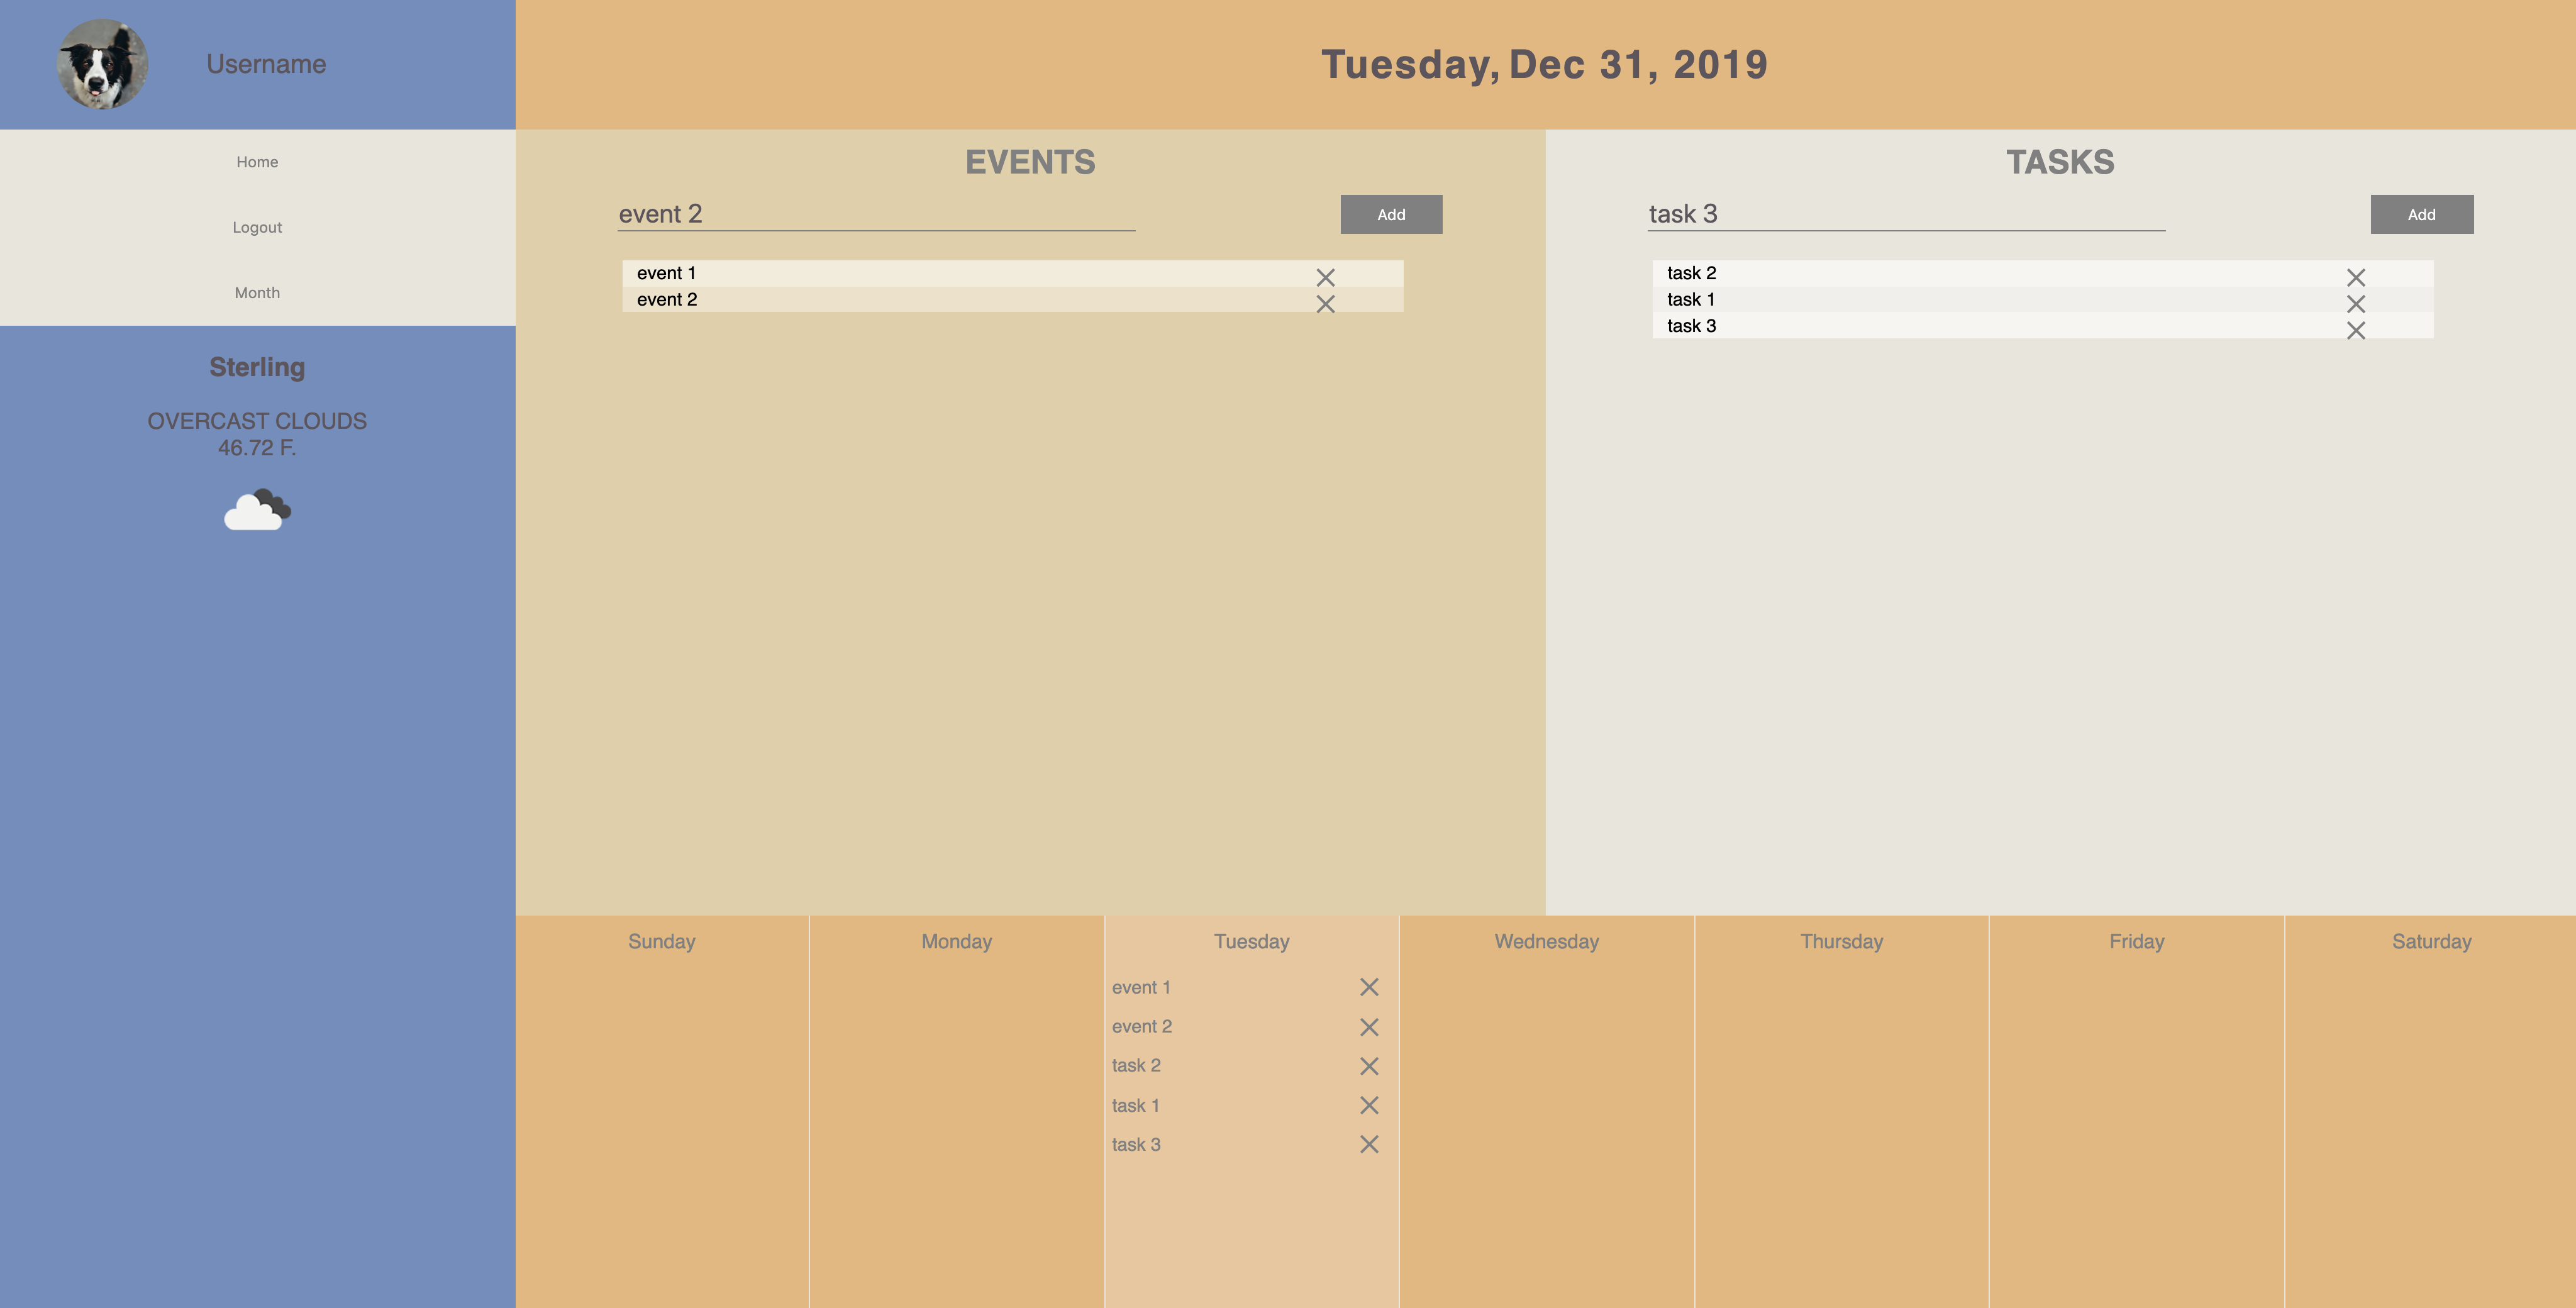 Username
Tuesday, Dec 31, 2019
Home
Logout
Month
Sterling
OVERCAST CLOUDS
46.72 F.
EVENTS
event 2
Add
event 1
event 2
TASKS
task 3
Add
task 2
task 1
task 3
Sunday
Monday
Tuesday
event 1
event 2
task 2
task 1
task 3
Wednesday
Thursday
Friday
Saturday